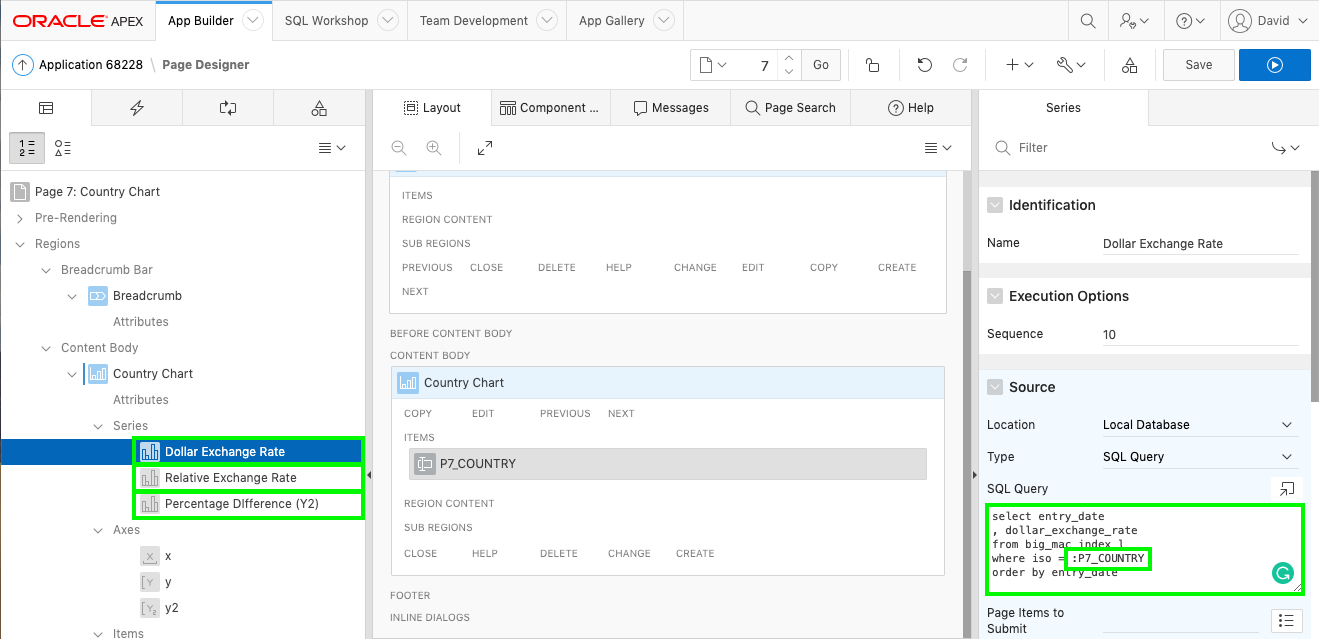 ORACLE APEX
App Builder
SQL Workshop
Team Development
App Gallery
David
Application 68228 \ Page Designer
7
Go
Save
Layout
Component ...
Messages
Page Search
Help
Series
Filter
Page 7: Country Chart
Pre-Rendering
Regions
Breadcrumb Bar
Breadcrumb
Attributes
Content Body
Country Chart
Attributes
Series
Dollar Exchange Rate
Relative Exchange Rate
Percentage Difference (Y2)
Axes
x
y
y2
Items
ITEMS
REGION CONTENT
SUB REGIONS
PREVIOUS CLOSE DELETE HELP CHANGE EDIT COPY CREATE
NEXT
BEFORE CONTENT BODY
CONTENT BODY
Country Chart
COPY EDIT PREVIOUS NEXT
ITEMS
P7_COUNTRY
REGION CONTENT
SUB REGIONS
CLOSE HELP DELETE CHANGE CREATE
FOOTER
INLINE DIALOGS
Identification
Name Dollar Exchange Rate
Execution Options
Sequence 10
Source
Location Local Database
Type SQL Query
SQL Query
select entry_date
, dollar_exchange_rate
from big_mac_index
where iso = :P7_COUNTRY
order by entry_date
Page Items to
Submit